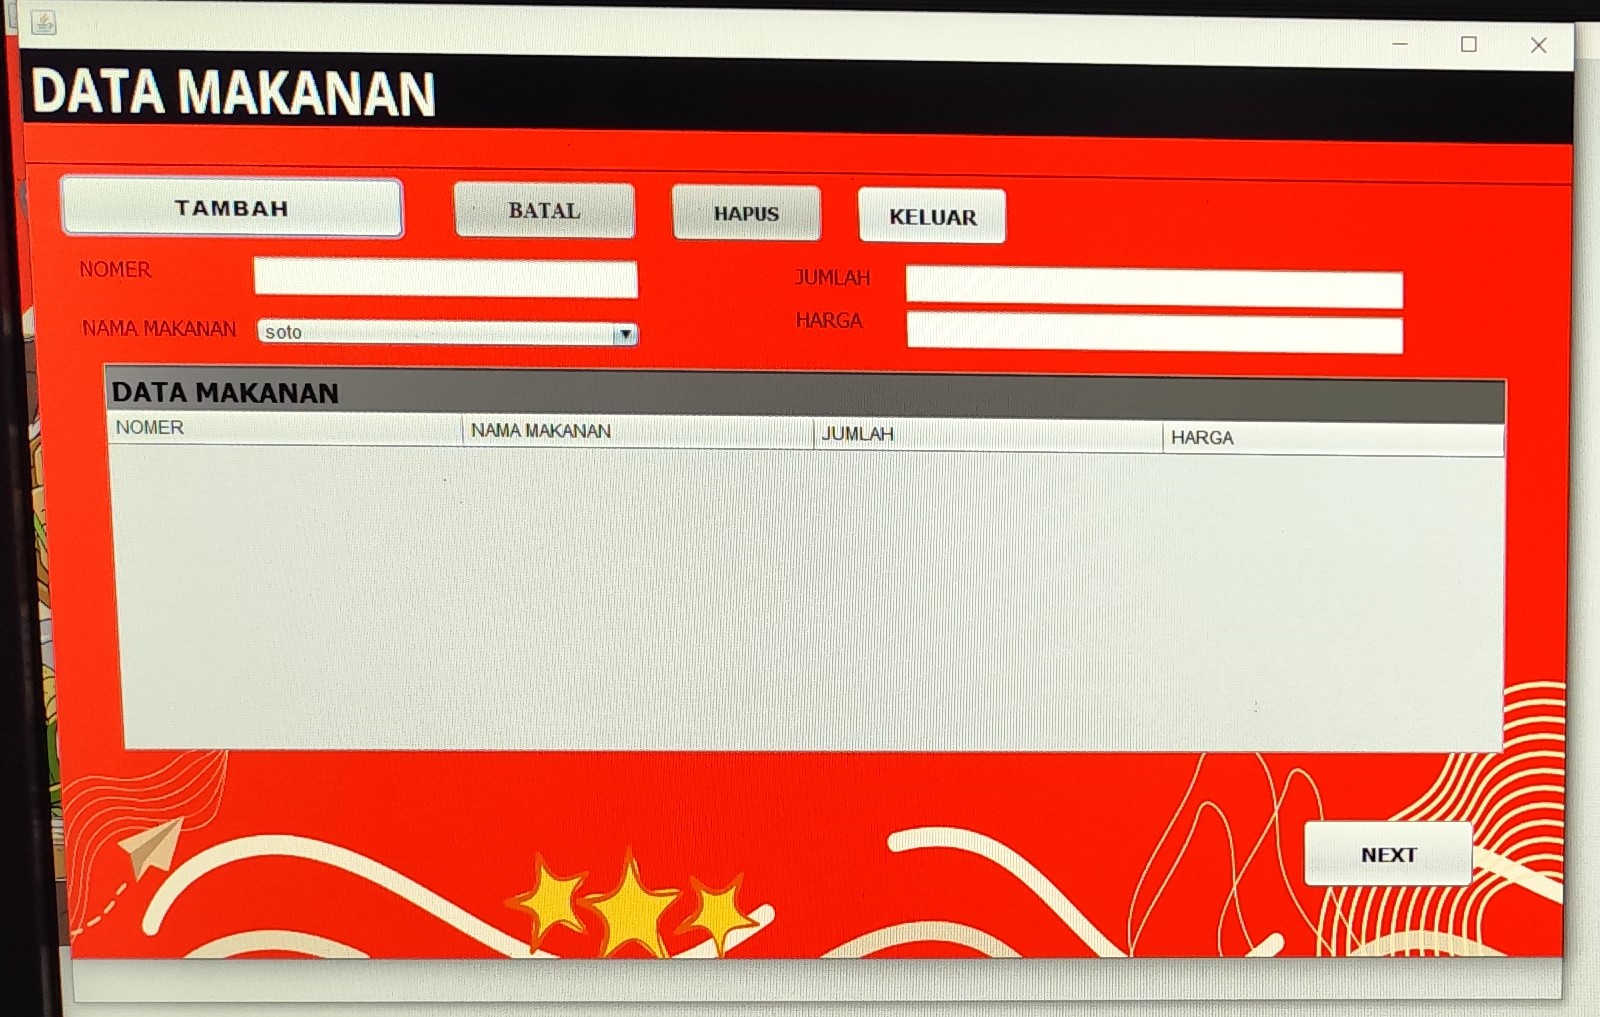 DATA MAKANAN
TAMBAH BATAL HAPUS KELUAR
NOMER JUMLAH
NAMA MAKANAN soto HARGA
DATA MAKANAN
NOMER NAMA MAKANAN JUMLAH HARGA
NEXT